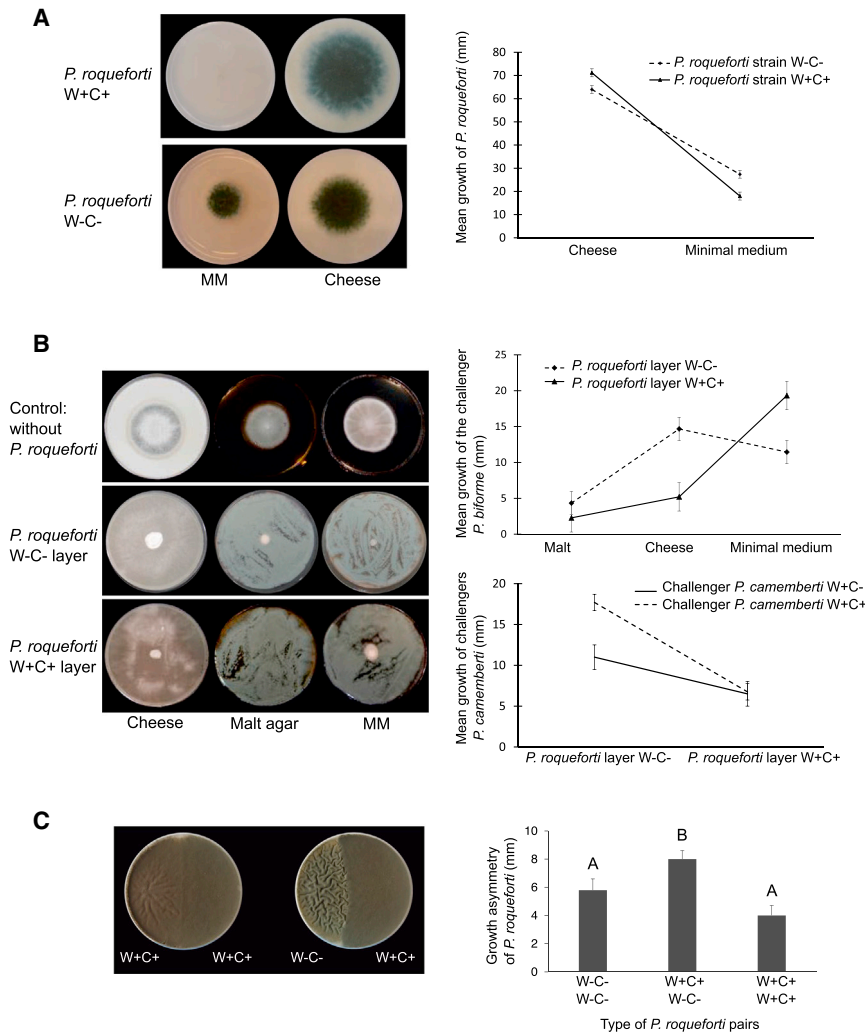 A
P. roqueforti
W+C+
P. roqueforti
W-C-
MM
Cheese
Mean growth of P. roqueforti (mm)
80
70
60
50
40
30
20
10
0
P. roqueforti strain W-C-
P. roqueforti strain W+C+
Cheese
Minimal medium
B
Control:
without
P. roqueforti
P. roqueforti
W-C- layer
P. roqueforti
W+C+ layer
Cheese
Malt agar
MM
Mean growth of the challenger
P. biforme (mm)
25
20
15
10
5
0
P. roqueforti layer W-C-
P. roqueforti layer W+C+
Malt
Cheese
Minimal medium
Mean growth of challengers
P. camemberti (mm)
20
15
10
5
0
Challenger P. camemberti W+C-
Challenger P. camemberti W+C+
P. roqueforti layer W-C-
P. roqueforti layer W+C+
C
W+C+
W+C+
W-C-
W+C+
Growth asymmetry
of P. roqueforti (mm)
10
8
6
4
2
0
A
B
A
W-C-
W-C-
W+C+
W-C-
W+C+
W+C+
Type of P. roqueforti pairs